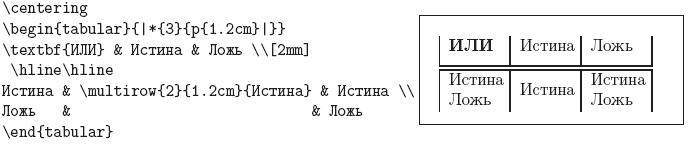 \centering
\begin{tabular}{|*{3}{p{1.2cm}|}}
\textbf{ИЛИ} & Истина & Ложь \\[2mm]
\hline\hline
Истина & \multirow{2}{1.2cm}{Истина} & Истина \\
Ложь & & Ложь
\end{tabular}
ИЛИ Истина Ложь
Истина Истина Истина
Ложь Ложь